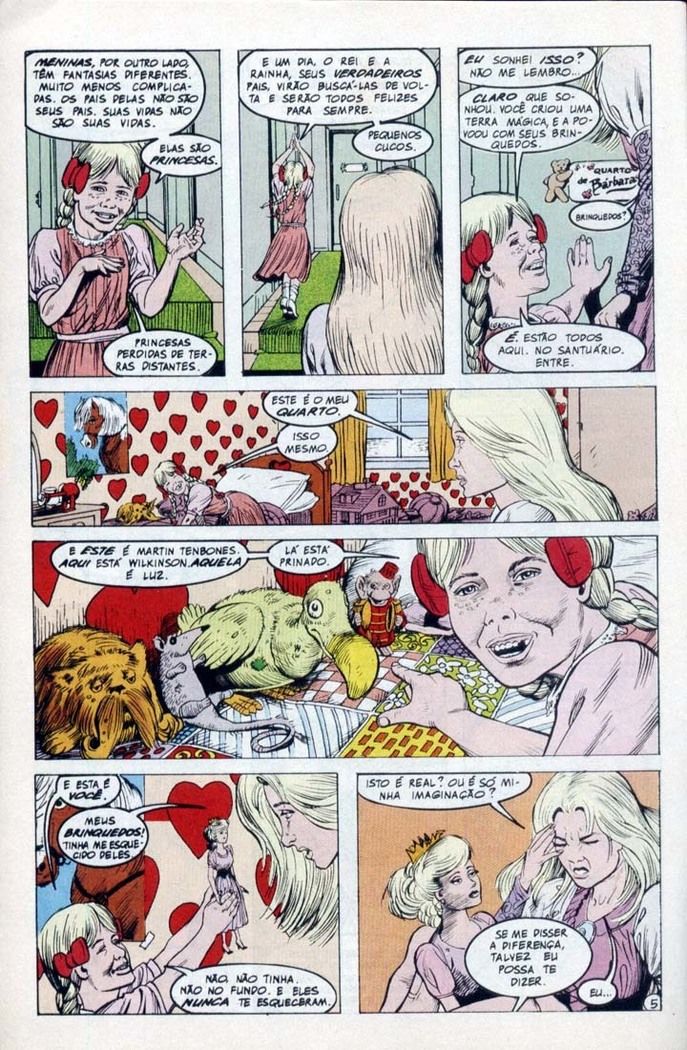 MENINAS, POR OUTRO LADO,
TÊM FANTASIAS DIFERENTES.
MUITO MENOS COMPLICA-
DAS. OS PAIS DELAS NÃO SÃO
SEUS PAIS. SUAS VIDAS NÃO
SÃO SUAS VIDAS.
ELAS SÃO
PRINCESAS.
PRINCESAS
PERDIDAS DE TER-
RAS DISTANTES.
E UM DIA, O REI E A
RAINHA, SEUS VERDADEIROS
PAIS, VIRÃO BUSCÁ-LAS DE VOL-
TA E SERÃO TODOS FELIZES
PARA SEMPRE.
PEQUENOS
CUCOS.
EU SONHEI ISSO?
NÃO ME LEMBRO...
CLARO QUE SO-
NHOU. VOCÊ CRIOU UMA
TERRA MÁGICA, E A PO-
VOOU COM SEUS BRIN-
QUEDOS.
QUARTO
de Bárbara
BRINQUEDOS?
É. ESTÃO TODOS
AQUI. NO SANTUÁRIO.
ENTRE.
ESTE É O MEU
QUARTO.
ISSO
MESMO.
E ESTE É MARTIN TENBONES.
AQUI ESTÁ WILKINSON. AQUELA
É LUZ.
LÁ ESTÁ
PRINADO.
E ESTA É
VOCÊ.
MEUS
BRINQUEDOS!
TINHA ME ESQUE-
CIDO DELES.
NÃO, NÃO TINHA.
NÃO NO FUNDO. E ELES
NUNCA TE ESQUECERAM.
ISTO É REAL? OU É SÓ MI-
NHA IMAGINAÇÃO?
SE ME DISSER
A DIFERENÇA,
TALVEZ EU
POSSA TE
DIZER.
EU...
5